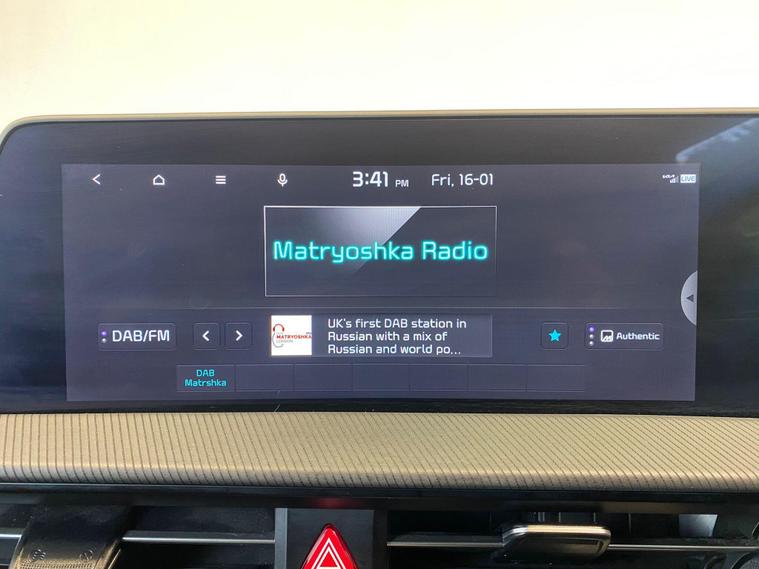 3:41 PM Fri, 16-01
LIVE
Matryoshka Radio
DAB/FM
MATRYOSHKA
UK's first DAB station in
Russian with a mix of
Russian and world po...
Authentic
DAB
Matrshka